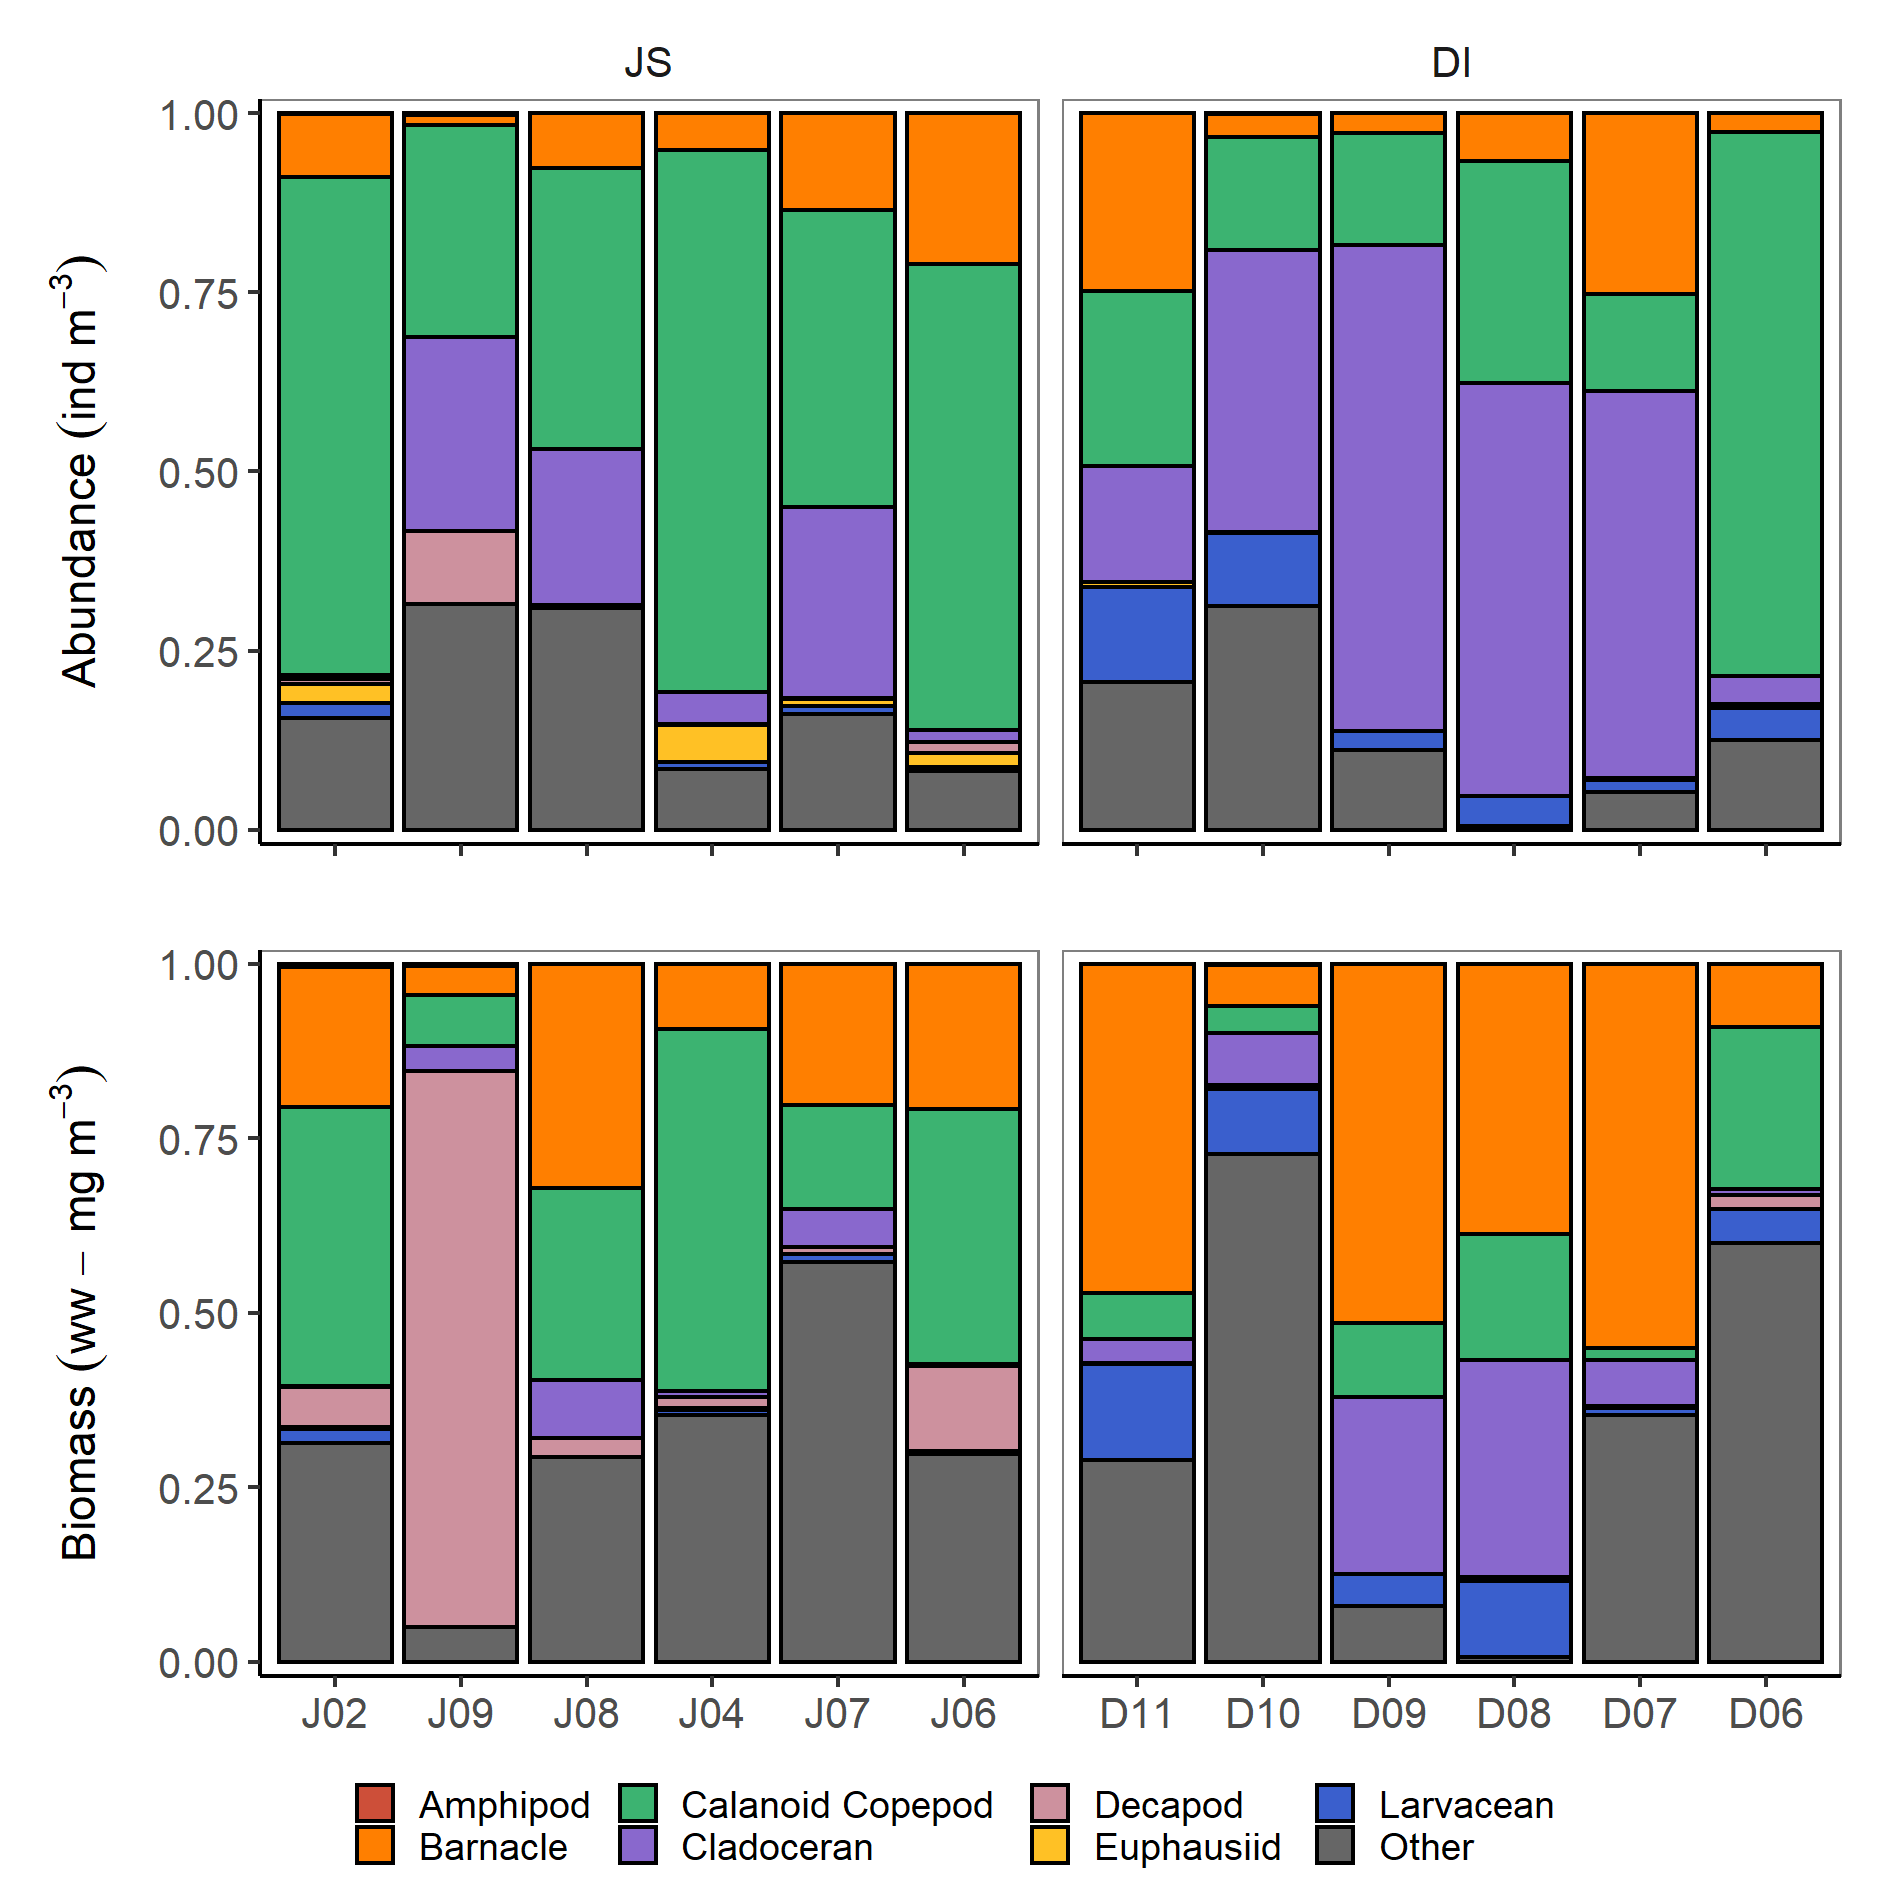 JS DI
1.00
0.75
0.50
0.25
0.00
Abundance (ind m⁻³)
1.00
0.75
0.50
0.25
0.00
Biomass (ww − mg m⁻³)
J02 J09 J08 J04 J07 J06 D11 D10 D09 D08 D07 D06
Amphipod Calanoid Copepod Decapod Larvacean
Barnacle Cladoceran Euphausiid Other